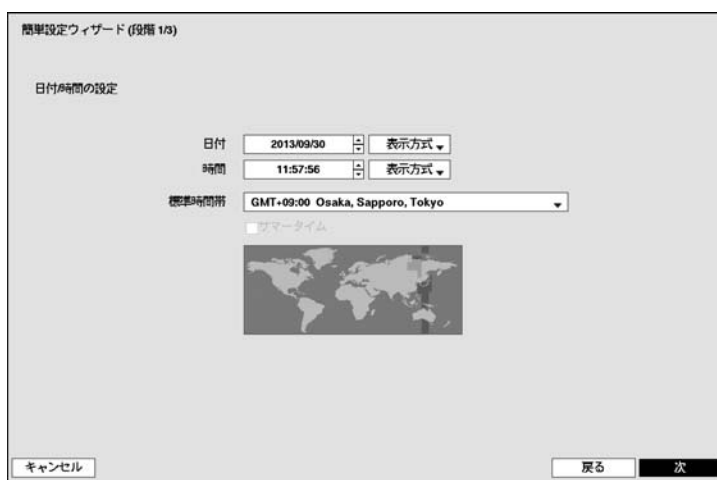 簡単設定ウィザード (段階 1/3)
日付/時間の設定
日付 2013/09/30 表示方式
時間 11:57:56 表示方式
標準時間帯 GMT+09:00 Osaka, Sapporo, Tokyo
サマータイム
キャンセル 戻る 次